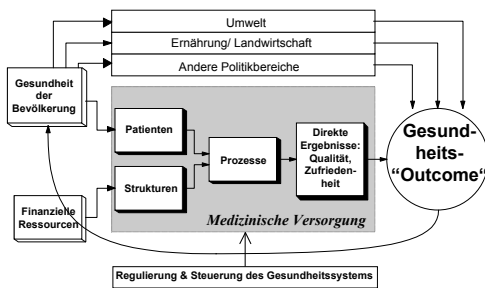 Umwelt
Ernährung/ Landwirtschaft
Andere Politikbereiche
Gesundheit
der
Bevölkerung
Patienten
Strukturen
Prozesse
Direkte
Ergebnisse:
Qualität,
Zufrieden-
heit
Gesund-
heits-
“Outcome”
Finanzielle
Ressourcen
Medizinische Versorgung
Regulierung & Steuerung des Gesundheitssystems